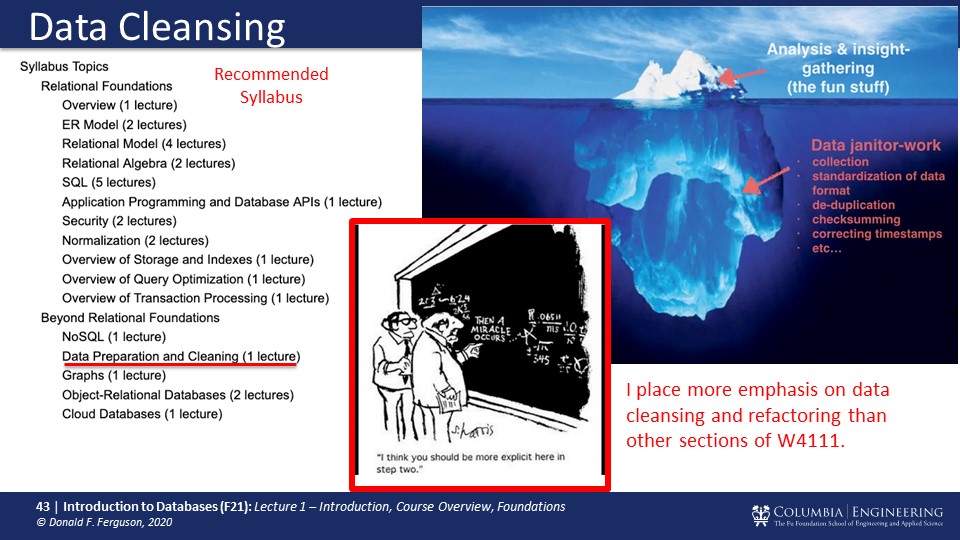 Data Cleansing
Syllabus Topics
Relational Foundations
Overview (1 lecture)
ER Model (2 lectures)
Relational Model (4 lectures)
Relational Algebra (2 lectures)
SQL (5 lectures)
Application Programming and Database APIs (1 lecture)
Security (2 lectures)
Normalization (2 lectures)
Overview of Storage and Indexes (1 lecture)
Overview of Query Optimization (1 lecture)
Overview of Transaction Processing (1 lecture)
Beyond Relational Foundations
NoSQL (1 lecture)
Data Preparation and Cleaning (1 lecture)
Graphs (1 lecture)
Object-Relational Databases (2 lectures)
Cloud Databases (1 lecture)
Recommended
Syllabus
Analysis & insight-
gathering
(the fun stuff)
Data janitor-work
· collection
· standardization of data
format
· de-duplication
· checksumming
· correcting timestamps
· etc…
THEN A
MIRACLE
OCCURS
S. Harris
"I think you should be more explicit here in
step two."
I place more emphasis on data
cleansing and refactoring than
other sections of W4111.
43 | Introduction to Databases (F21): Lecture 1 – Introduction, Course Overview, Foundations
© Donald F. Ferguson, 2020
COLUMBIA | ENGINEERING
The Fu Foundation School of Engineering and Applied Science